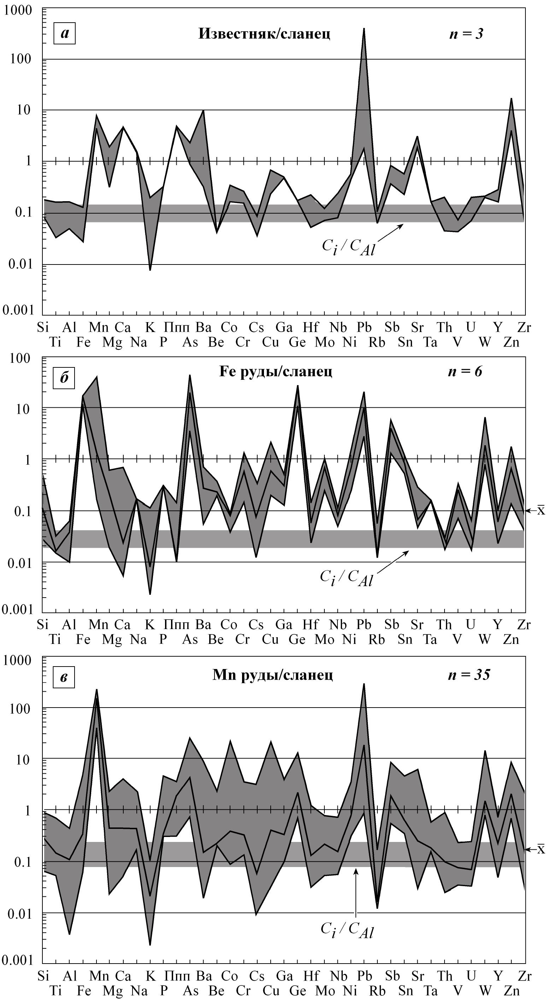 1000
а Известняк/сланец n = 3
100
10
1
0.1
Ci / CAl
0.01
0.001
Si Al Mn Ca K Ппп Ba Co Cs Ga Hf Nb Pb Sb Sr Th U Y Zr
Ti Fe Mg Na P As Be Cr Cu Ge Mo Ni Rb Sn Ta V W Zn
100
б Fe руды/сланец n = 6
10
1
0.1 x̄
0.01
Ci / CAl
0.001
Si Al Mn Ca K Ппп Ba Co Cs Ga Hf Nb Pb Sb Sr Th U Y Zr
Ti Fe Mg Na P As Be Cr Cu Ge Mo Ni Rb Sn Ta V W Zn
1000
в Mn руды/сланец n = 35
100
10
1
x̄
0.1
0.01
Ci / CAl
0.001
Si Al Mn Ca K Ппп Ba Co Cs Ga Hf Nb Pb Sb Sr Th U Y Zr
Ti Fe Mg Na P As Be Cr Cu Ge Mo Ni Rb Sn Ta V W Zn